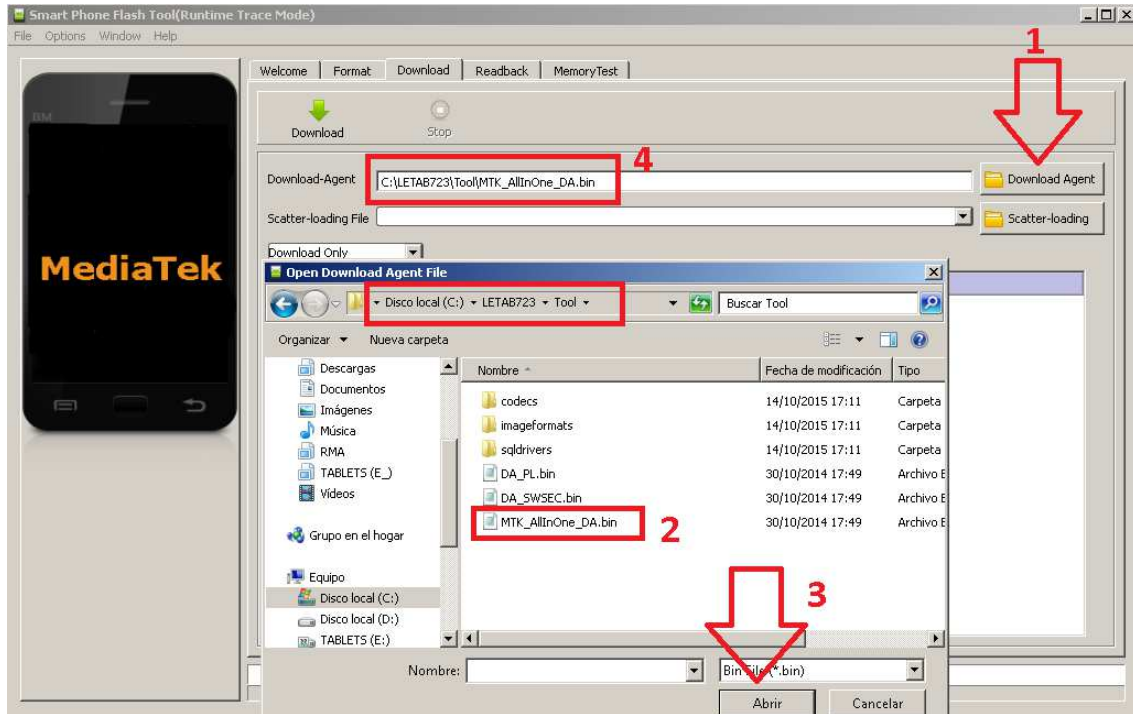 Smart Phone Flash Tool(Runtime Trace Mode)
File Options Window Help
1
Welcome Format Download Readback MemoryTest
BM
Download Stop
4
Download-Agent C:\LETAB723\Tool\MTK_AllInOne_DA.bin Download Agent
Scatter-loading File Scatter-loading
Download Only
MediaTek
Open Download Agent File
Disco local (C:) LETAB723 Tool Buscar Tool
Organizar Nueva carpeta
Descargas
Documentos
Imágenes
Música
RMA
TABLETS (E_)
Vídeos
Grupo en el hogar
Equipo
Disco local (C:)
Disco local (D:)
TABLETS (E:)
Nombre Fecha de modificación Tipo
codecs 14/10/2015 17:11 Carpeta
imageformats 14/10/2015 17:11 Carpeta
sqldrivers 14/10/2015 17:11 Carpeta
DA_PL.bin 30/10/2014 17:49 Archivo
DA_SWSEC.bin 30/10/2014 17:49 Archivo
MTK_AllInOne_DA.bin 30/10/2014 17:49 Archivo
2
3
Nombre: Bin File (*.bin)
Abrir Cancelar